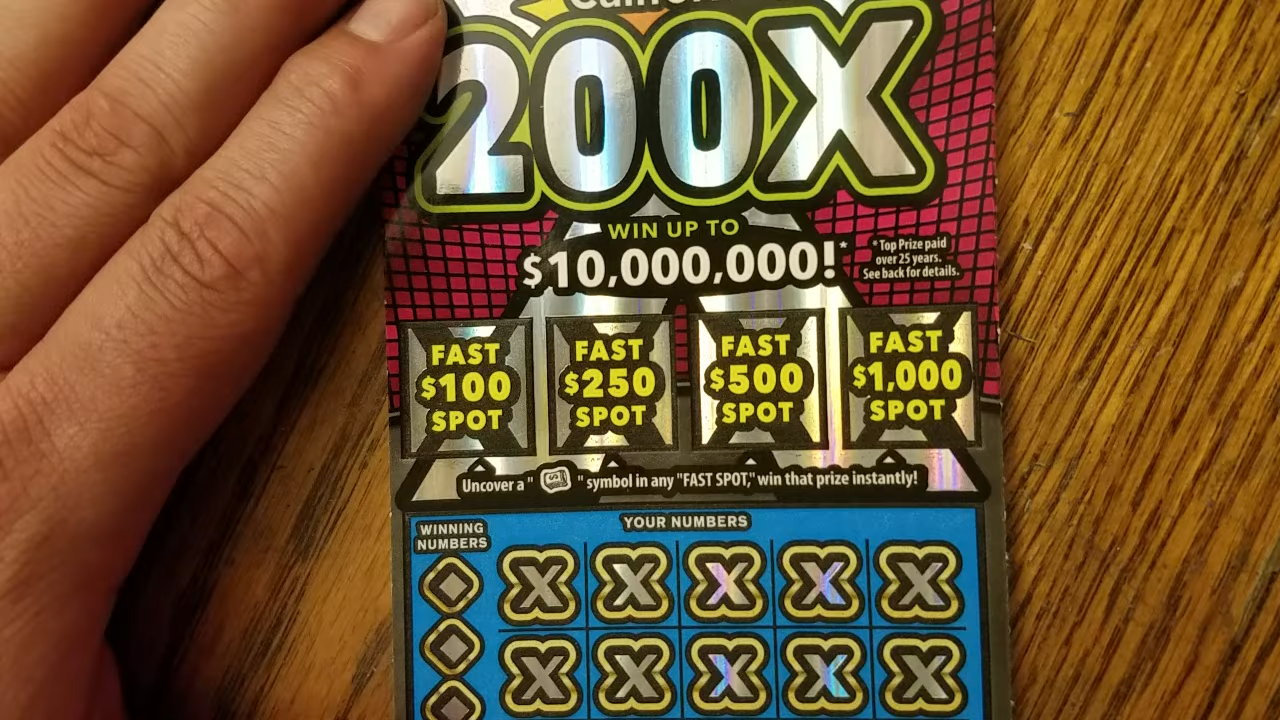 200X
WIN UP TO
$10,000,000!*
*Top Prize paid
over 25 years.
See back for details.
FAST
$100
SPOT
FAST
$250
SPOT
FAST
$500
SPOT
FAST
$1,000
SPOT
Uncover a " " symbol in any "FAST SPOT," win that prize instantly!
WINNING
NUMBERS
YOUR NUMBERS
X X X X X
X X X X X